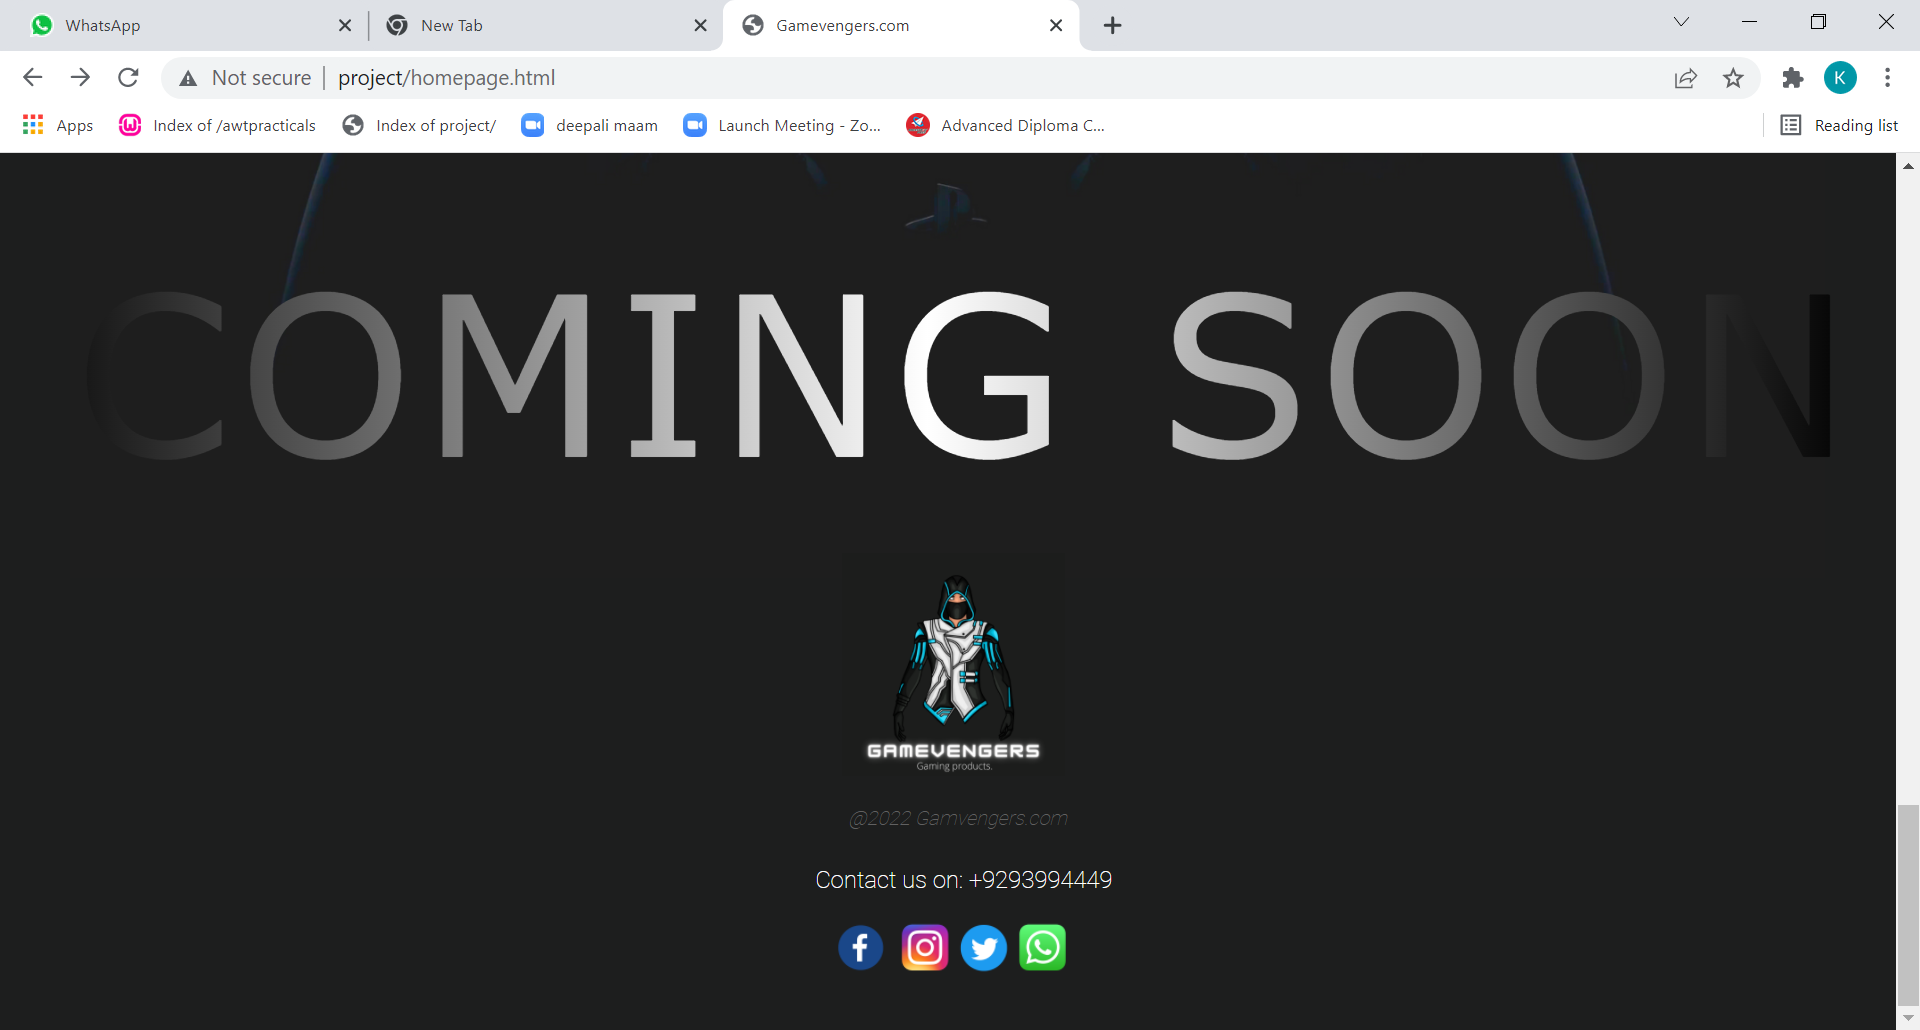 WhatsApp
New Tab
Gamevengers.com
Not secure
project/homepage.html
K
Apps
Index of /awtpracticals
Index of project/
deepali maam
Launch Meeting - Zo...
Advanced Diploma C...
Reading list
COMING SOON
GAMEVENGERS
Gaming products.
@2022 Gamvengers.com
Contact us on: +9293994449